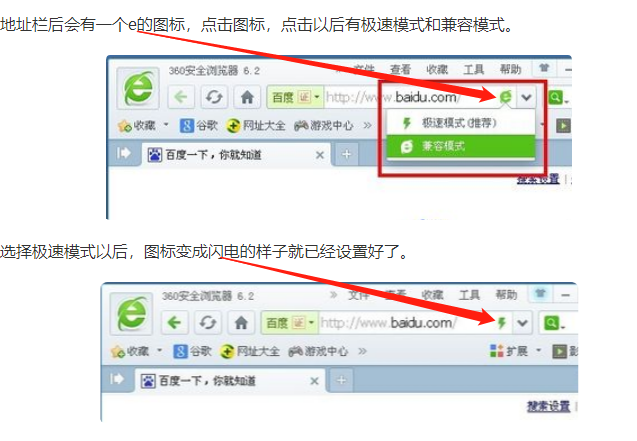 地址栏后会有一个e的图标，点击图标，点击以后有极速模式和兼容模式。
360安全浏览器 6.2
» 文件 查看 收藏 工具 帮助
百度 证 http://www.baidu.com/
极速模式(推荐)
兼容模式
收藏 谷歌 网址大全 游戏中心 »
百度一下，你就知道
搜索设置
选择极速模式以后，图标变成闪电的样子就已经设置好了。
360安全浏览器 6.2
» 文件 查看 收藏 工具 帮助
百度 证 http://www.baidu.com/
收藏 谷歌 网址大全 游戏中心 » 扩展
百度一下，你就知道
搜索设置